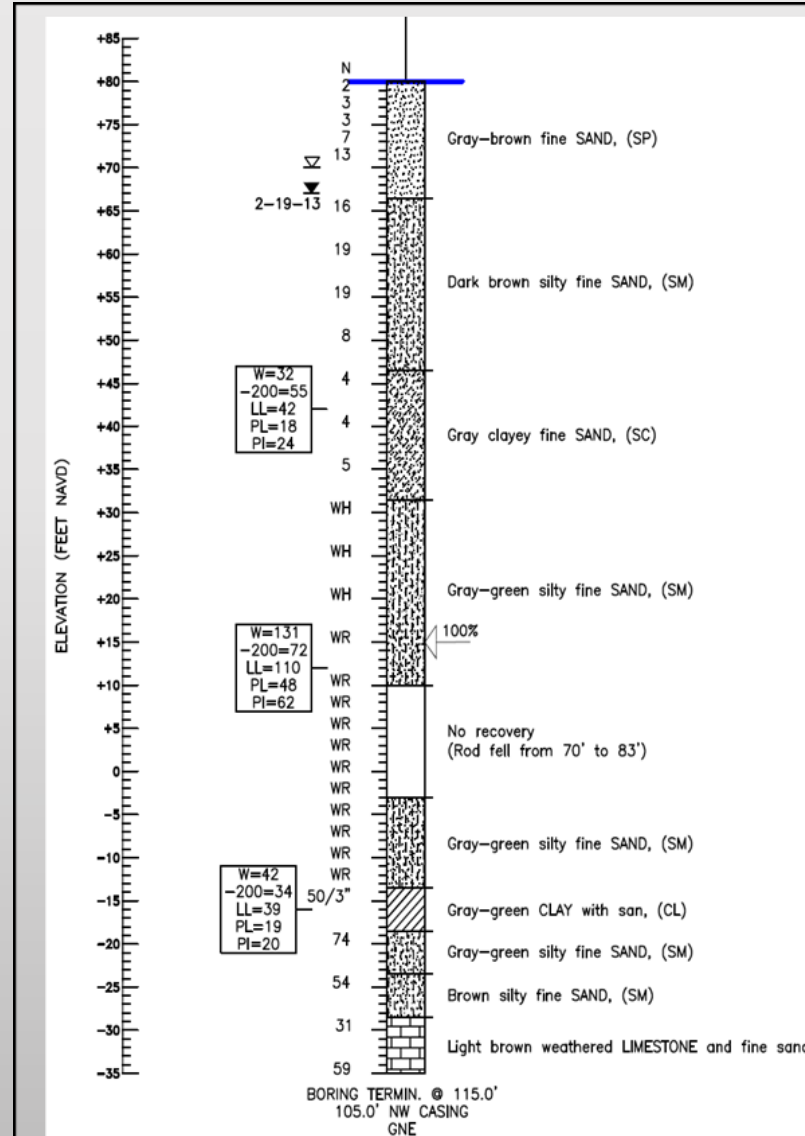 +85
N
+80
2
3
3
+75
7
Gray-brown fine SAND, (SP)
13
+70
2-19-13
16
+65
19
+60
Dark brown silty fine SAND, (SM)
19
+55
8
+50
W=32
-200=55
LL=42
PL=18
PI=24
4
+45
4
+40
Gray clayey fine SAND, (SC)
5
+35
WH
+30
WH
+25
ELEVATION (FEET NAVD)
WH
+20
Gray-green silty fine SAND, (SM)
W=131
-200=72
LL=110
PL=48
PI=62
WR
100%
+15
WR
+10
WR
WR
+5
No recovery
(Rod fell from 70' to 83')
WR
WR
0
WR
WR
-5
WR
Gray-green silty fine SAND, (SM)
WR
-10
WR
W=42
-200=34
LL=39
PL=19
PI=20
50/3"
-15
Gray-green CLAY with san, (CL)
74
-20
Gray-green silty fine SAND, (SM)
54
-25
Brown silty fine SAND, (SM)
31
-30
Light brown weathered LIMESTONE and fine sand
59
-35
BORING TERMIN. @ 115.0'
105.0' NW CASING
GNE